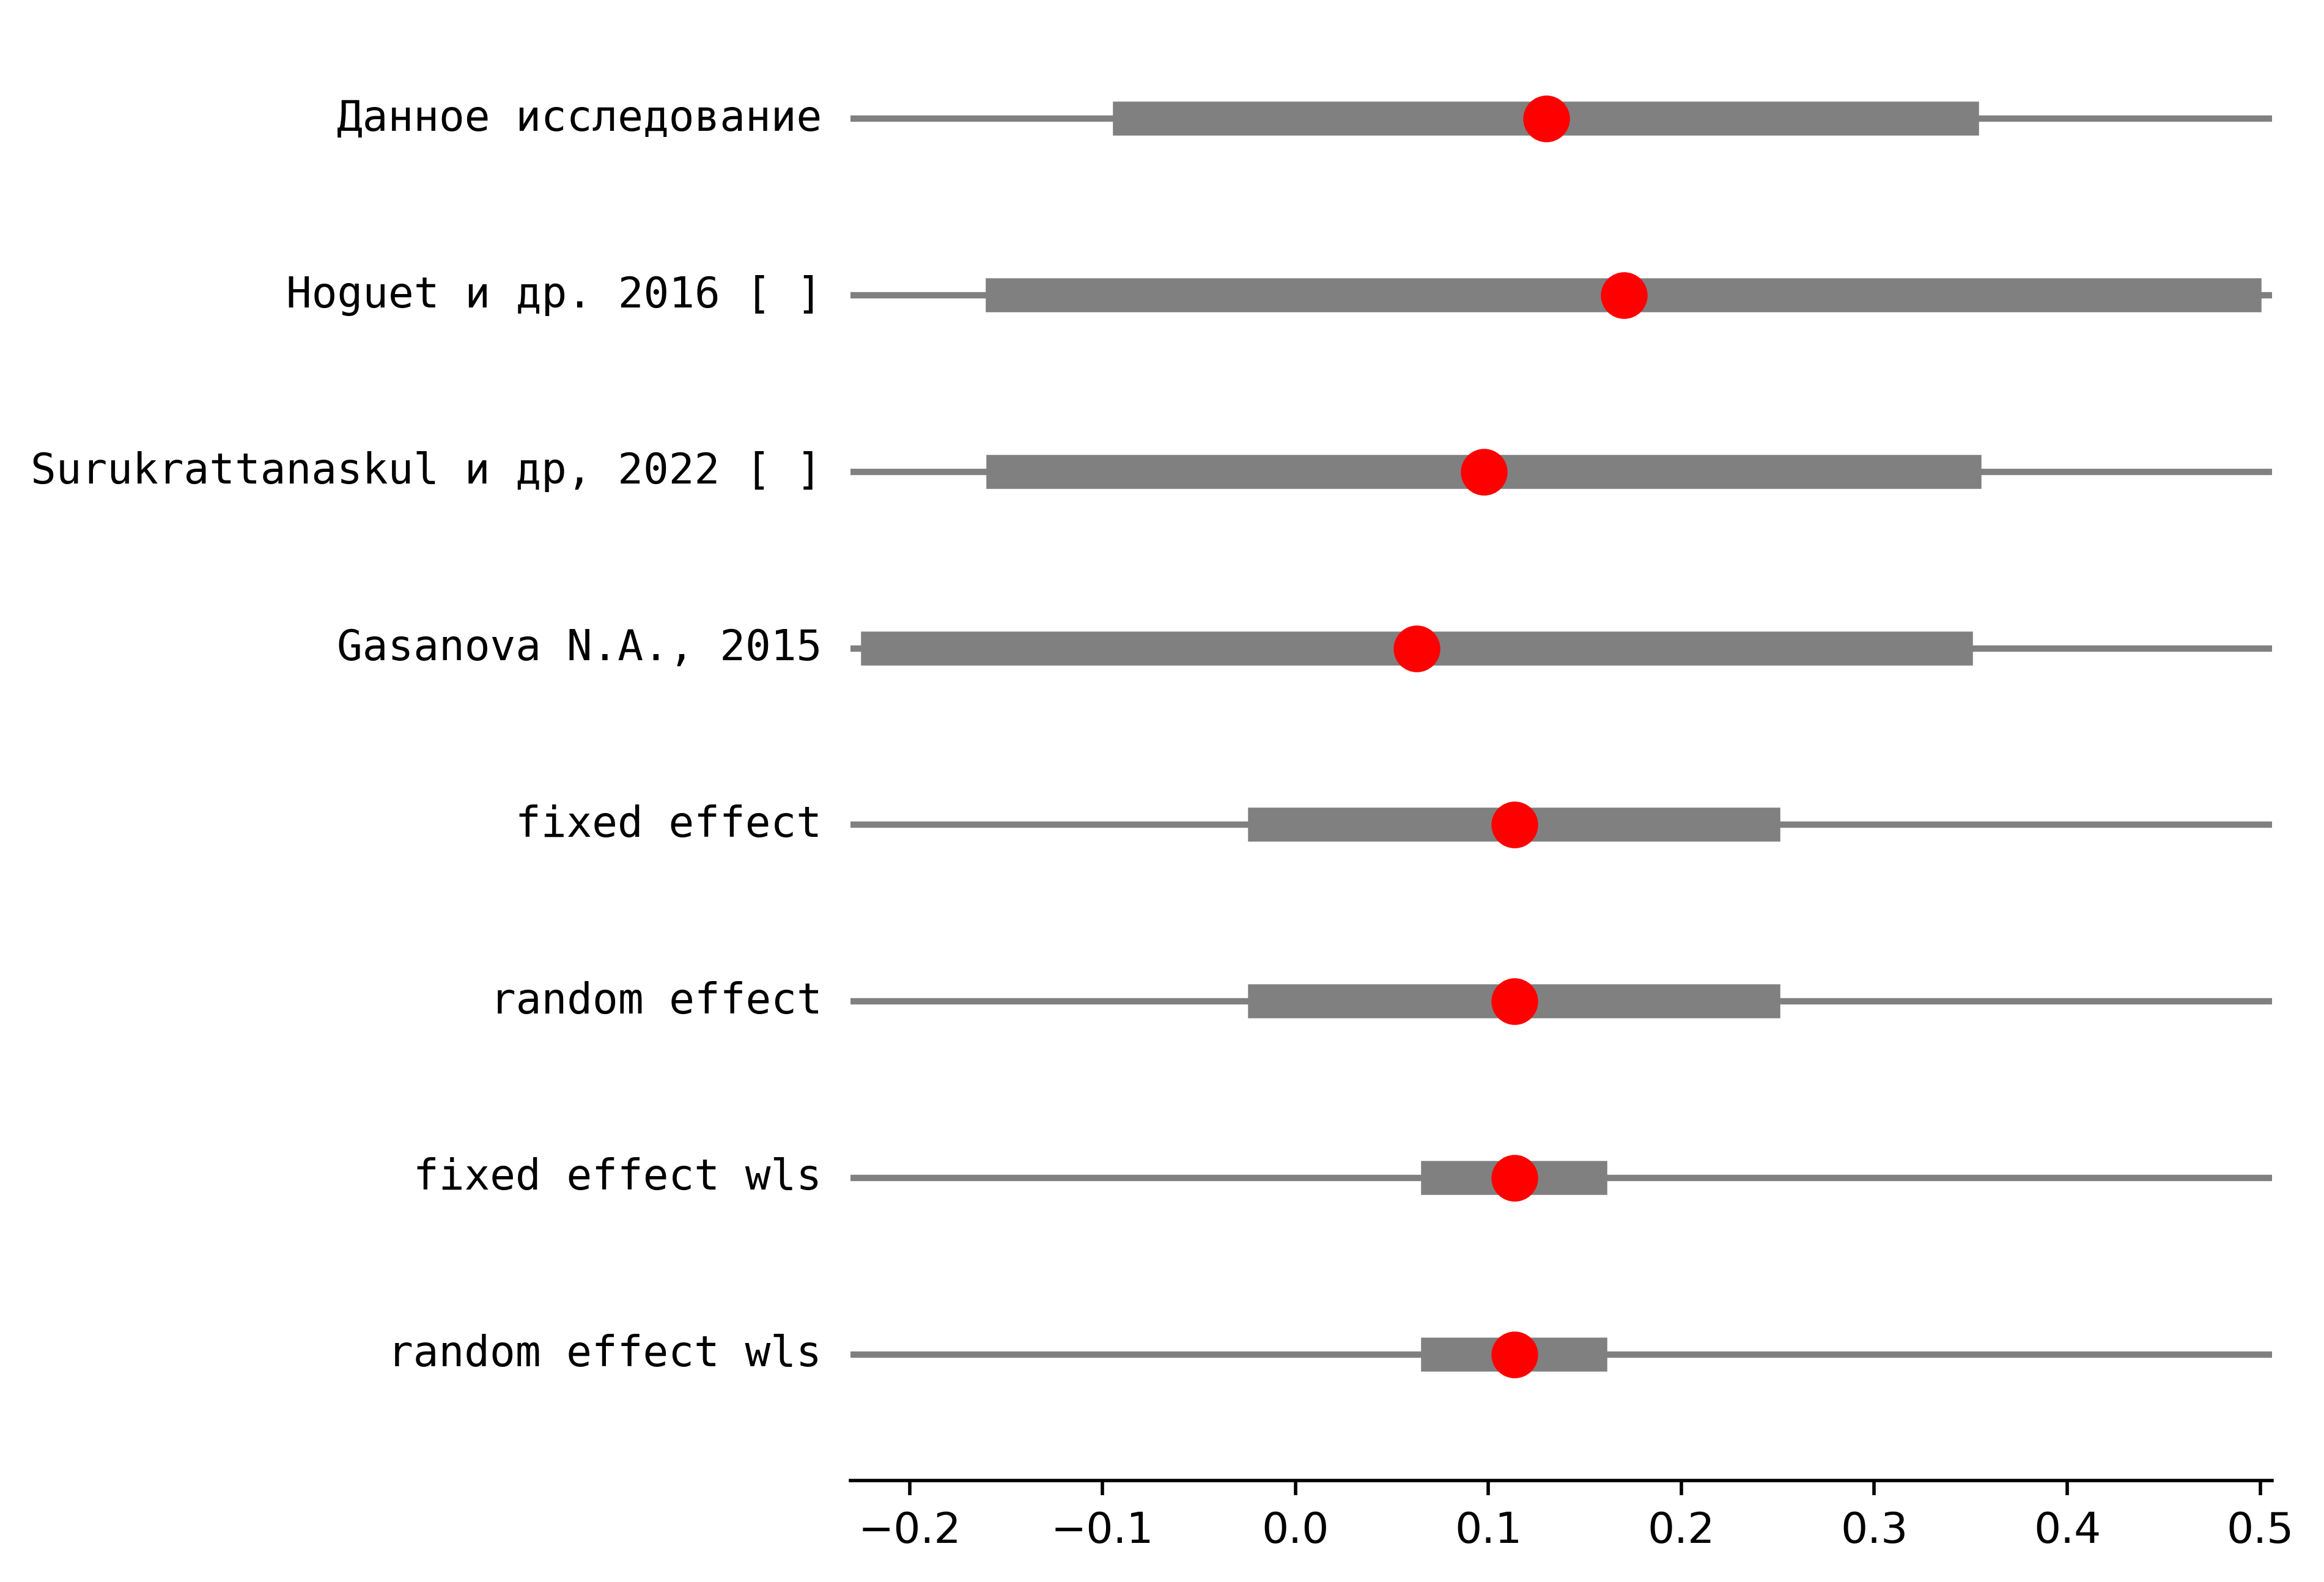 Данное исследование
Hoguet и др. 2016 [ ]
Surukrattanaskul и др, 2022 [ ]
Gasanova N.A., 2015
fixed effect
random effect
fixed effect wls
random effect wls
−0.2 −0.1 0.0 0.1 0.2 0.3 0.4 0.5